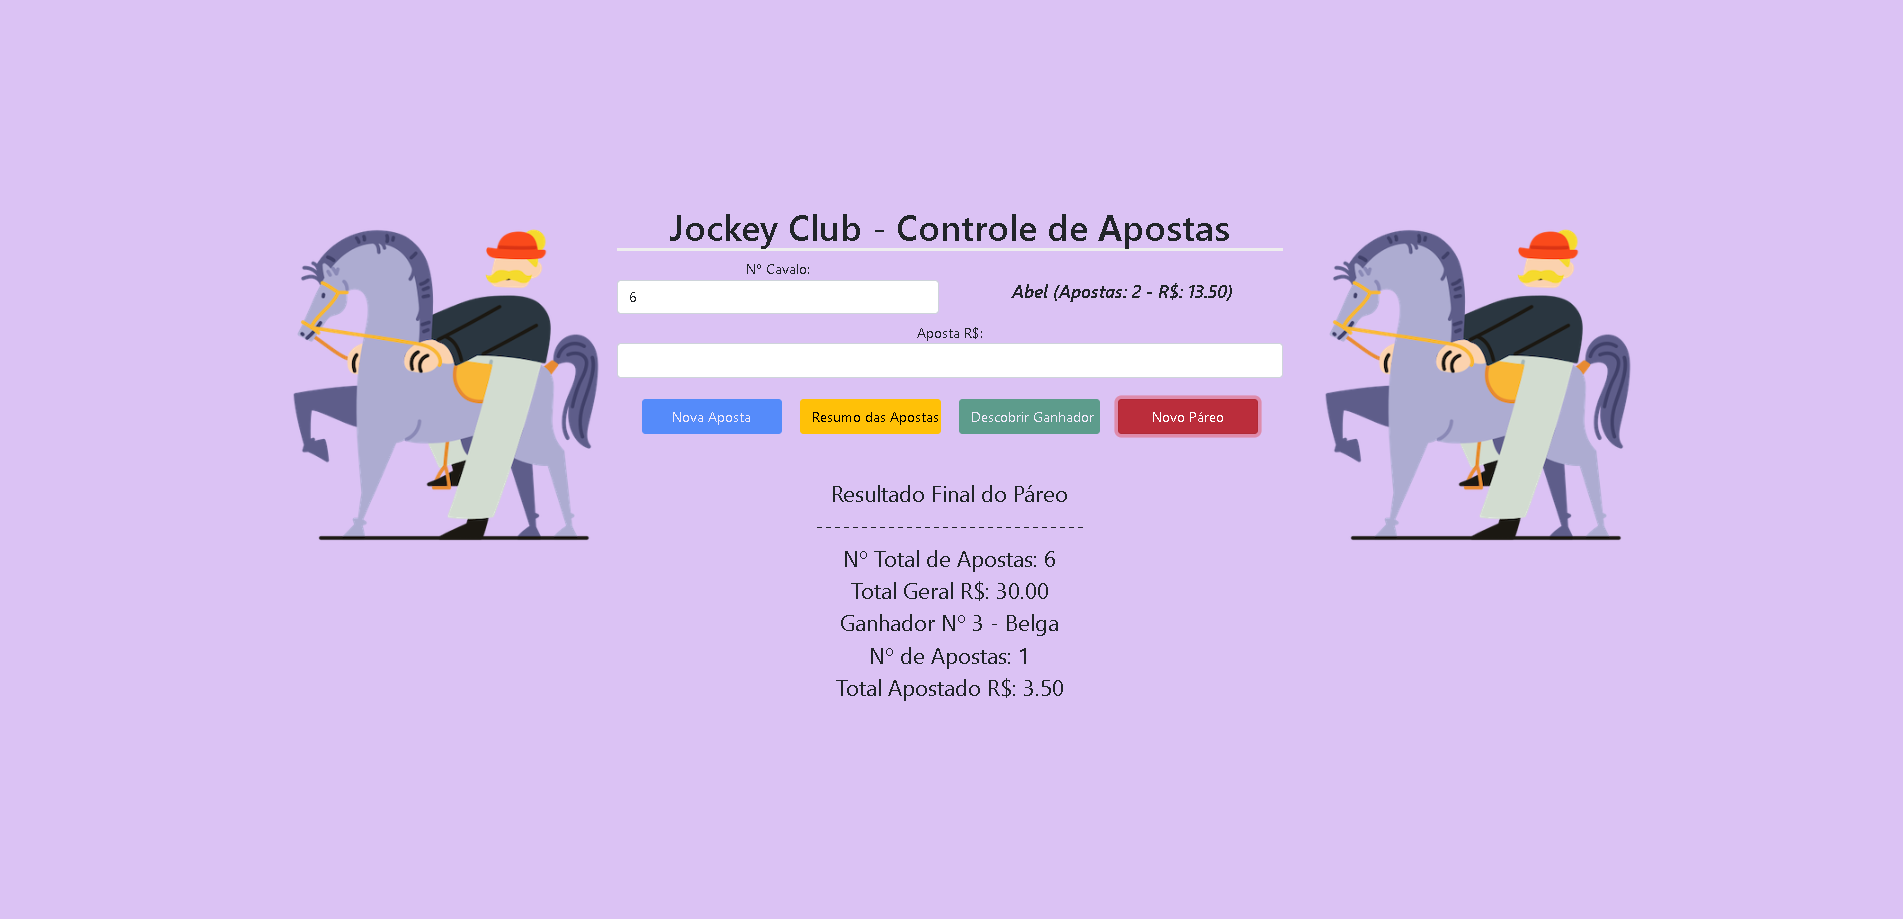 Jockey Club - Controle de Apostas
Nº Cavalo:
6
Abel (Apostas: 2 - R$: 13.50)
Aposta R$:
Nova Aposta
Resumo das Apostas
Descobrir Ganhador
Novo Páreo
Resultado Final do Páreo
------------------------------
Nº Total de Apostas: 6
Total Geral R$: 30.00
Ganhador Nº 3 - Belga
Nº de Apostas: 1
Total Apostado R$: 3.50